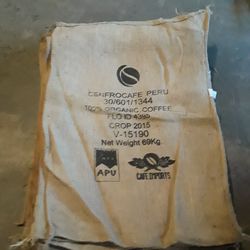 CENFROCAFE PERU
30/601/1344
100% ORGANIC COFFEE
FLO ID 4395
CROP 2015
V-15190
Net Weight 69Kg
APU
CAFE IMPORTS